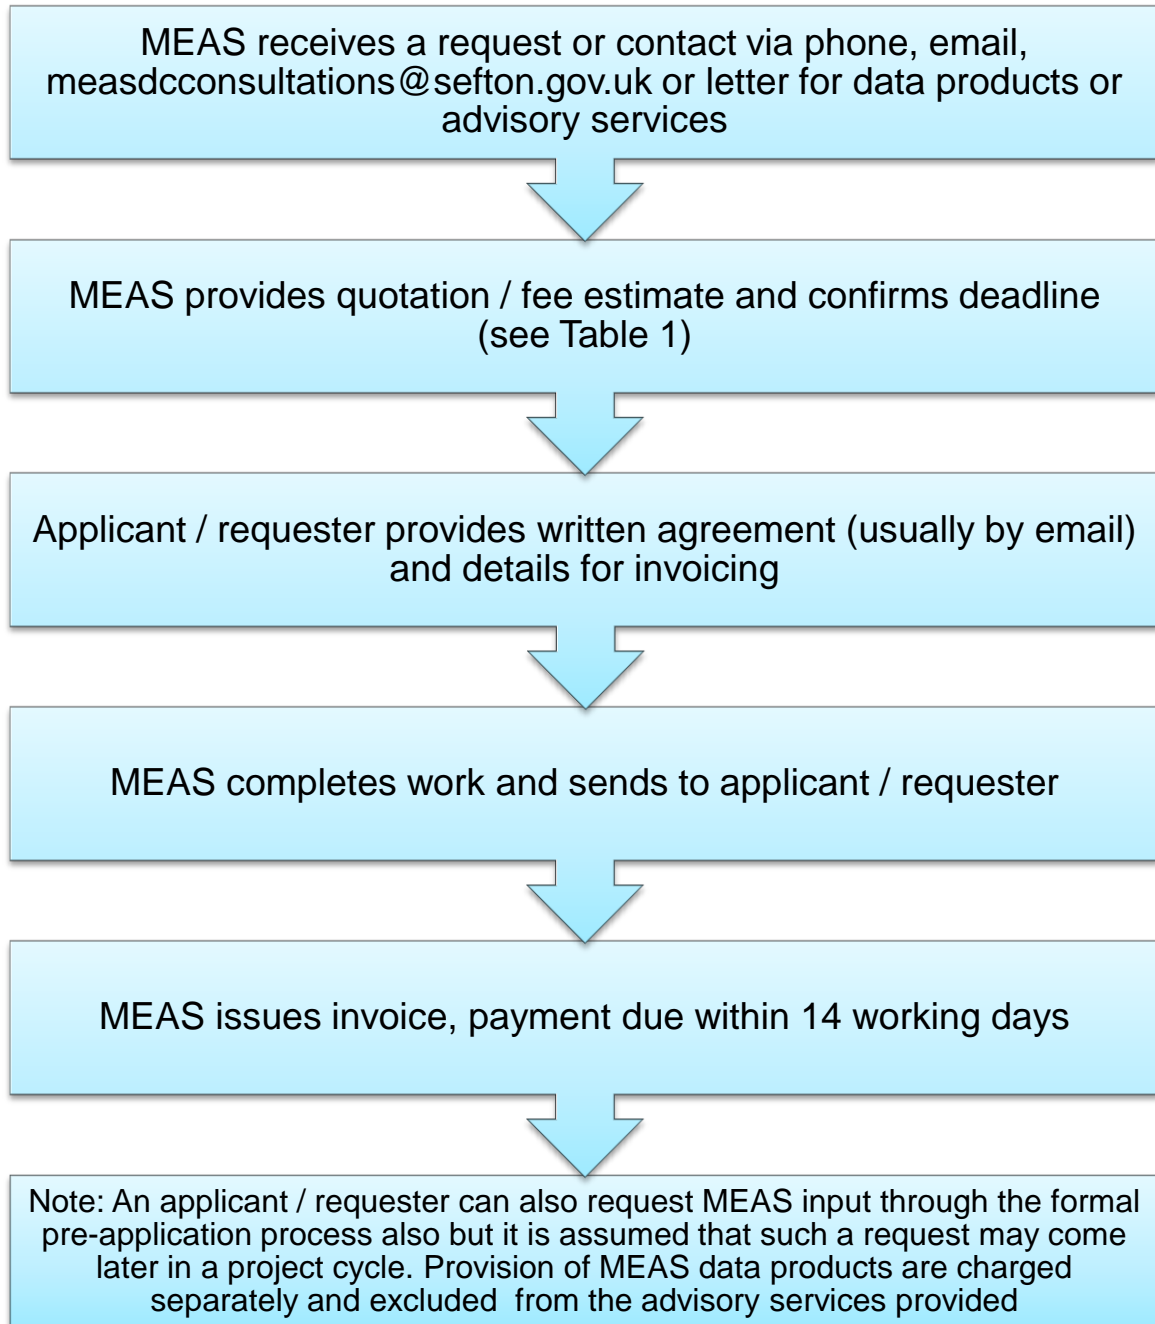 MEAS receives a request or contact via phone, email,
measdcconsultations@sefton.gov.uk or letter for data products or
advisory services
MEAS provides quotation / fee estimate and confirms deadline
(see Table 1)
Applicant / requester provides written agreement (usually by email)
and details for invoicing
MEAS completes work and sends to applicant / requester
MEAS issues invoice, payment due within 14 working days
Note: An applicant / requester can also request MEAS input through the formal
pre-application process also but it is assumed that such a request may come
later in a project cycle. Provision of MEAS data products are charged
separately and excluded from the advisory services provided